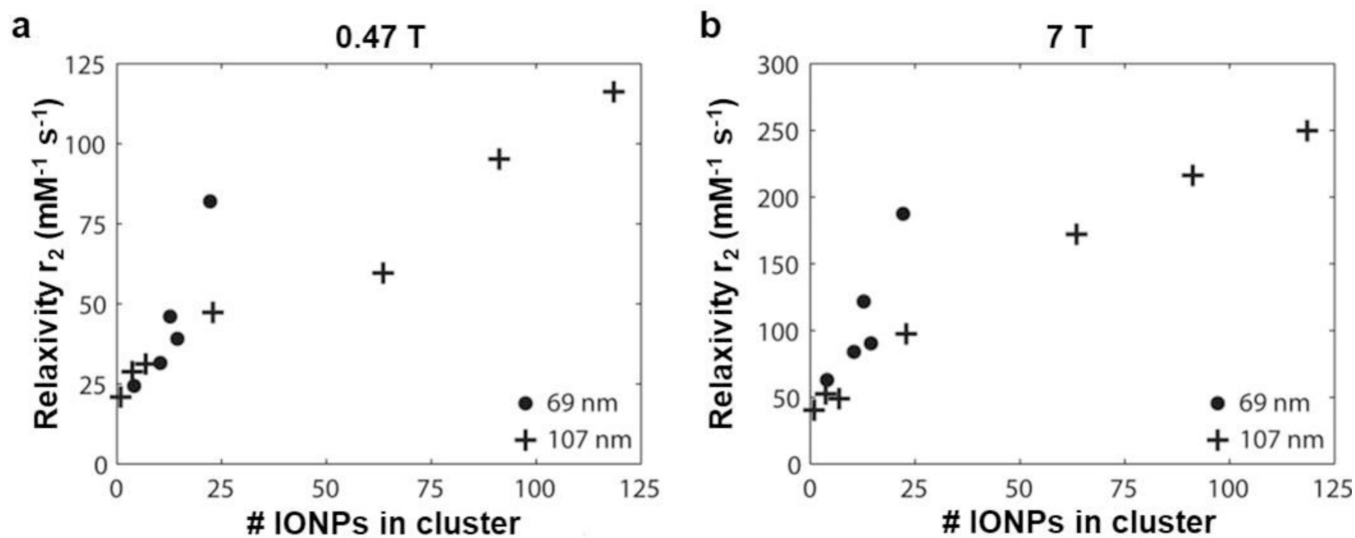 a
0.47 T
125
100
75
50
25
0
0 25 50 75 100 125
Relaxivity r₂ (mM⁻¹ s⁻¹)
# IONPs in cluster
69 nm
107 nm
b
7 T
300
250
200
150
100
50
0
0 25 50 75 100 125
Relaxivity r₂ (mM⁻¹ s⁻¹)
# IONPs in cluster
69 nm
107 nm